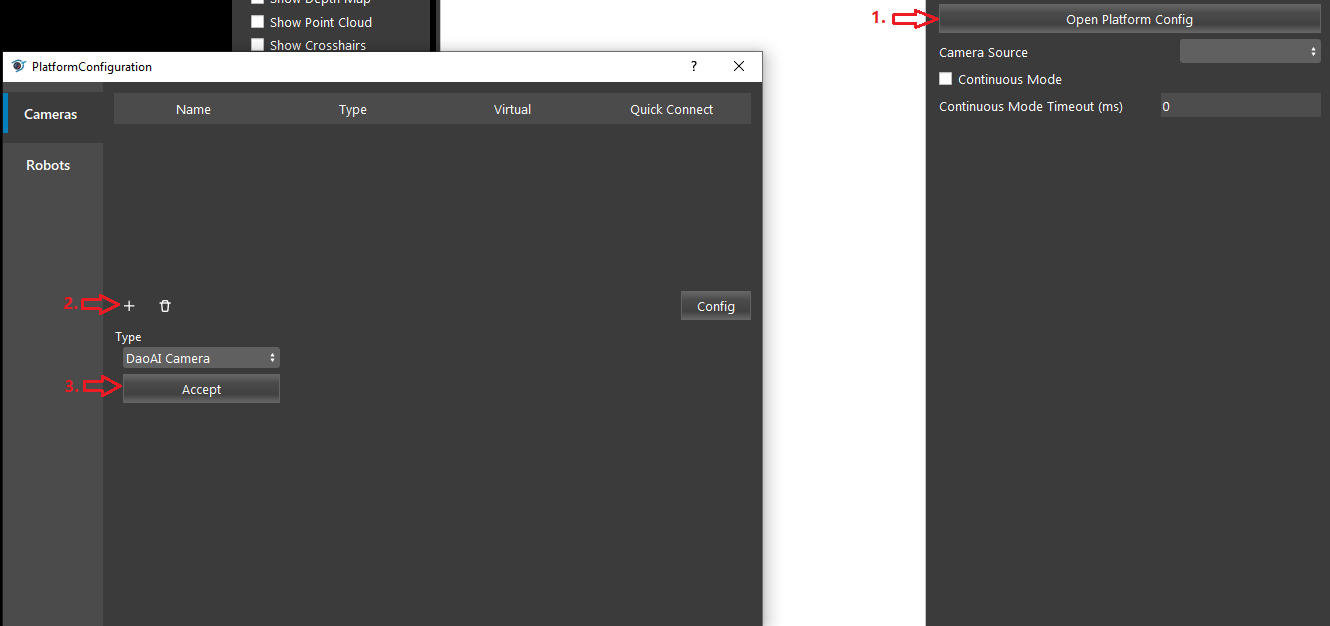 Show Depth Map
Show Point Cloud
Show Crosshairs
1.
Open Platform Config
Camera Source
Continuous Mode
Continuous Mode Timeout (ms)
0
PlatformConfiguration
?
Cameras
Robots
Name
Type
Virtual
Quick Connect
2.
+
Config
Type
DaoAI Camera
3.
Accept